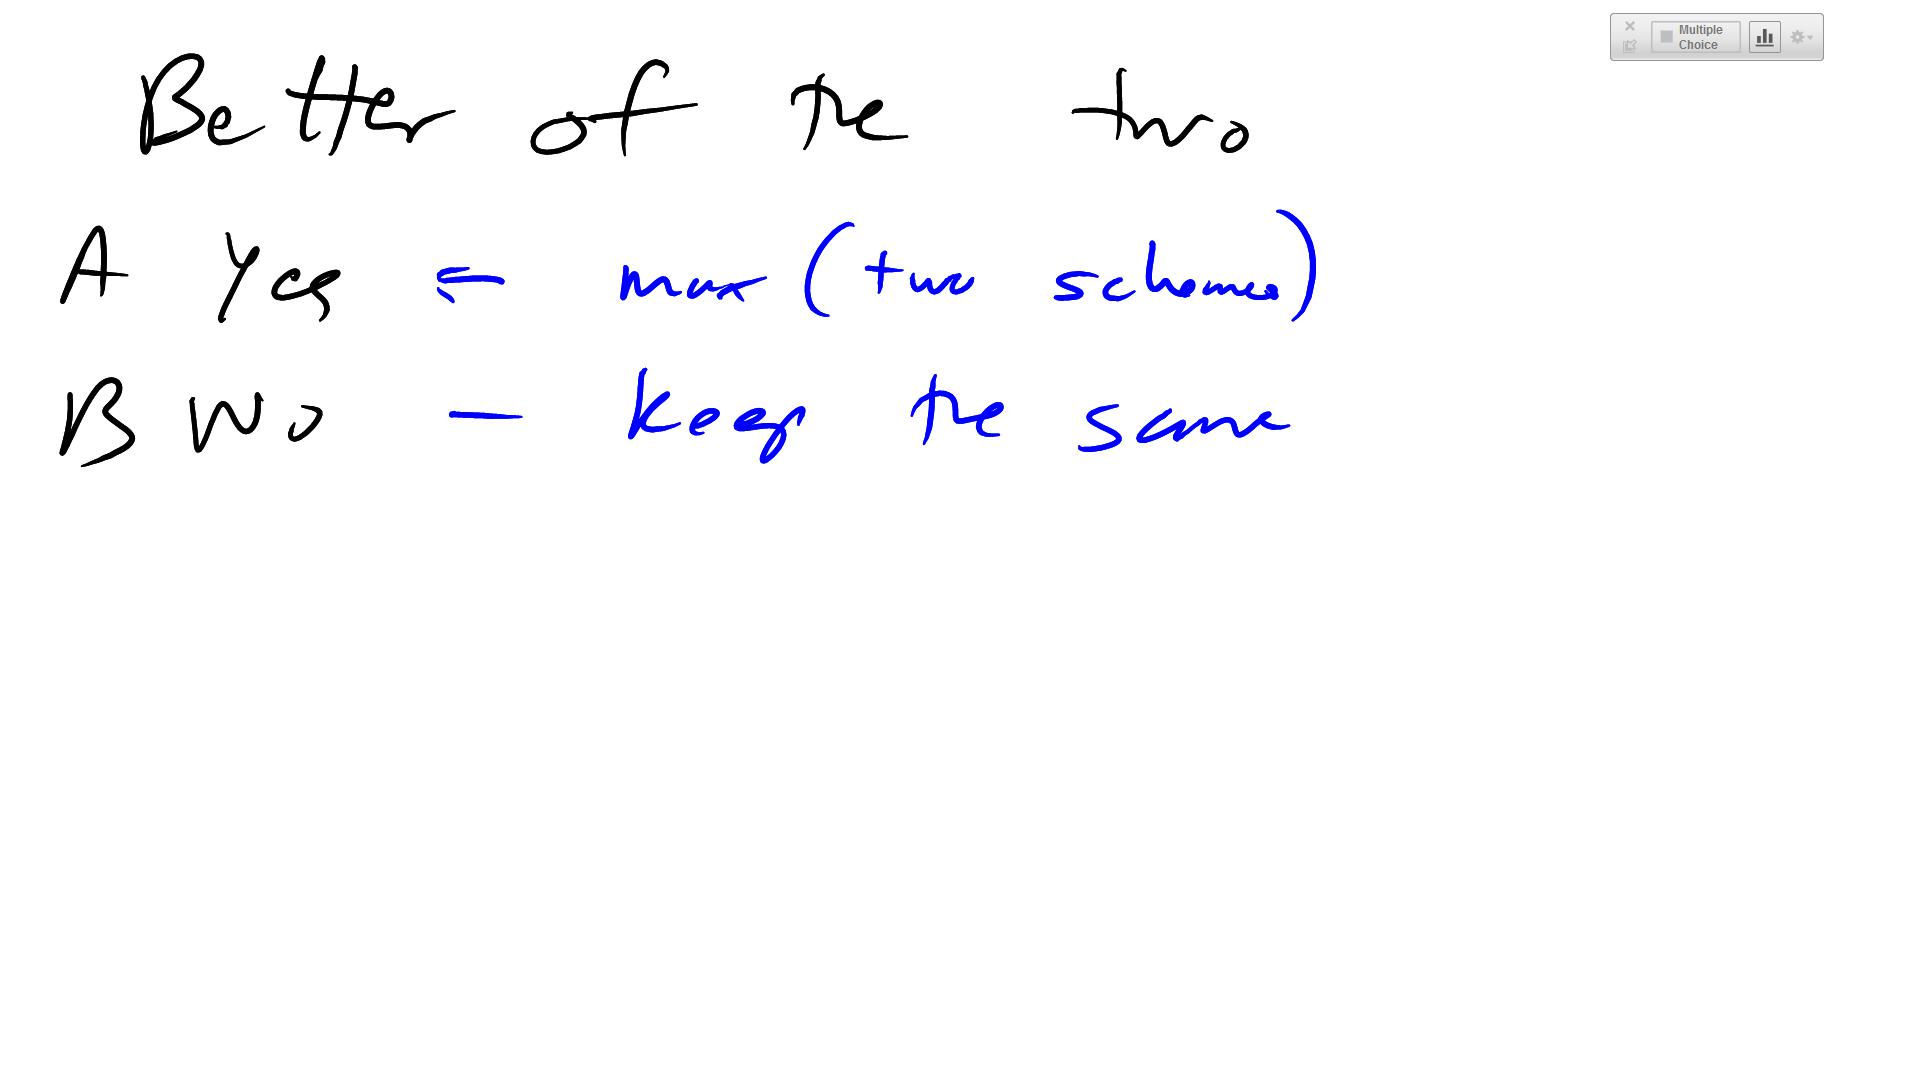 Better of the two
Multiple
Choice
A Yes = max (two schemes)
B No - keep the same